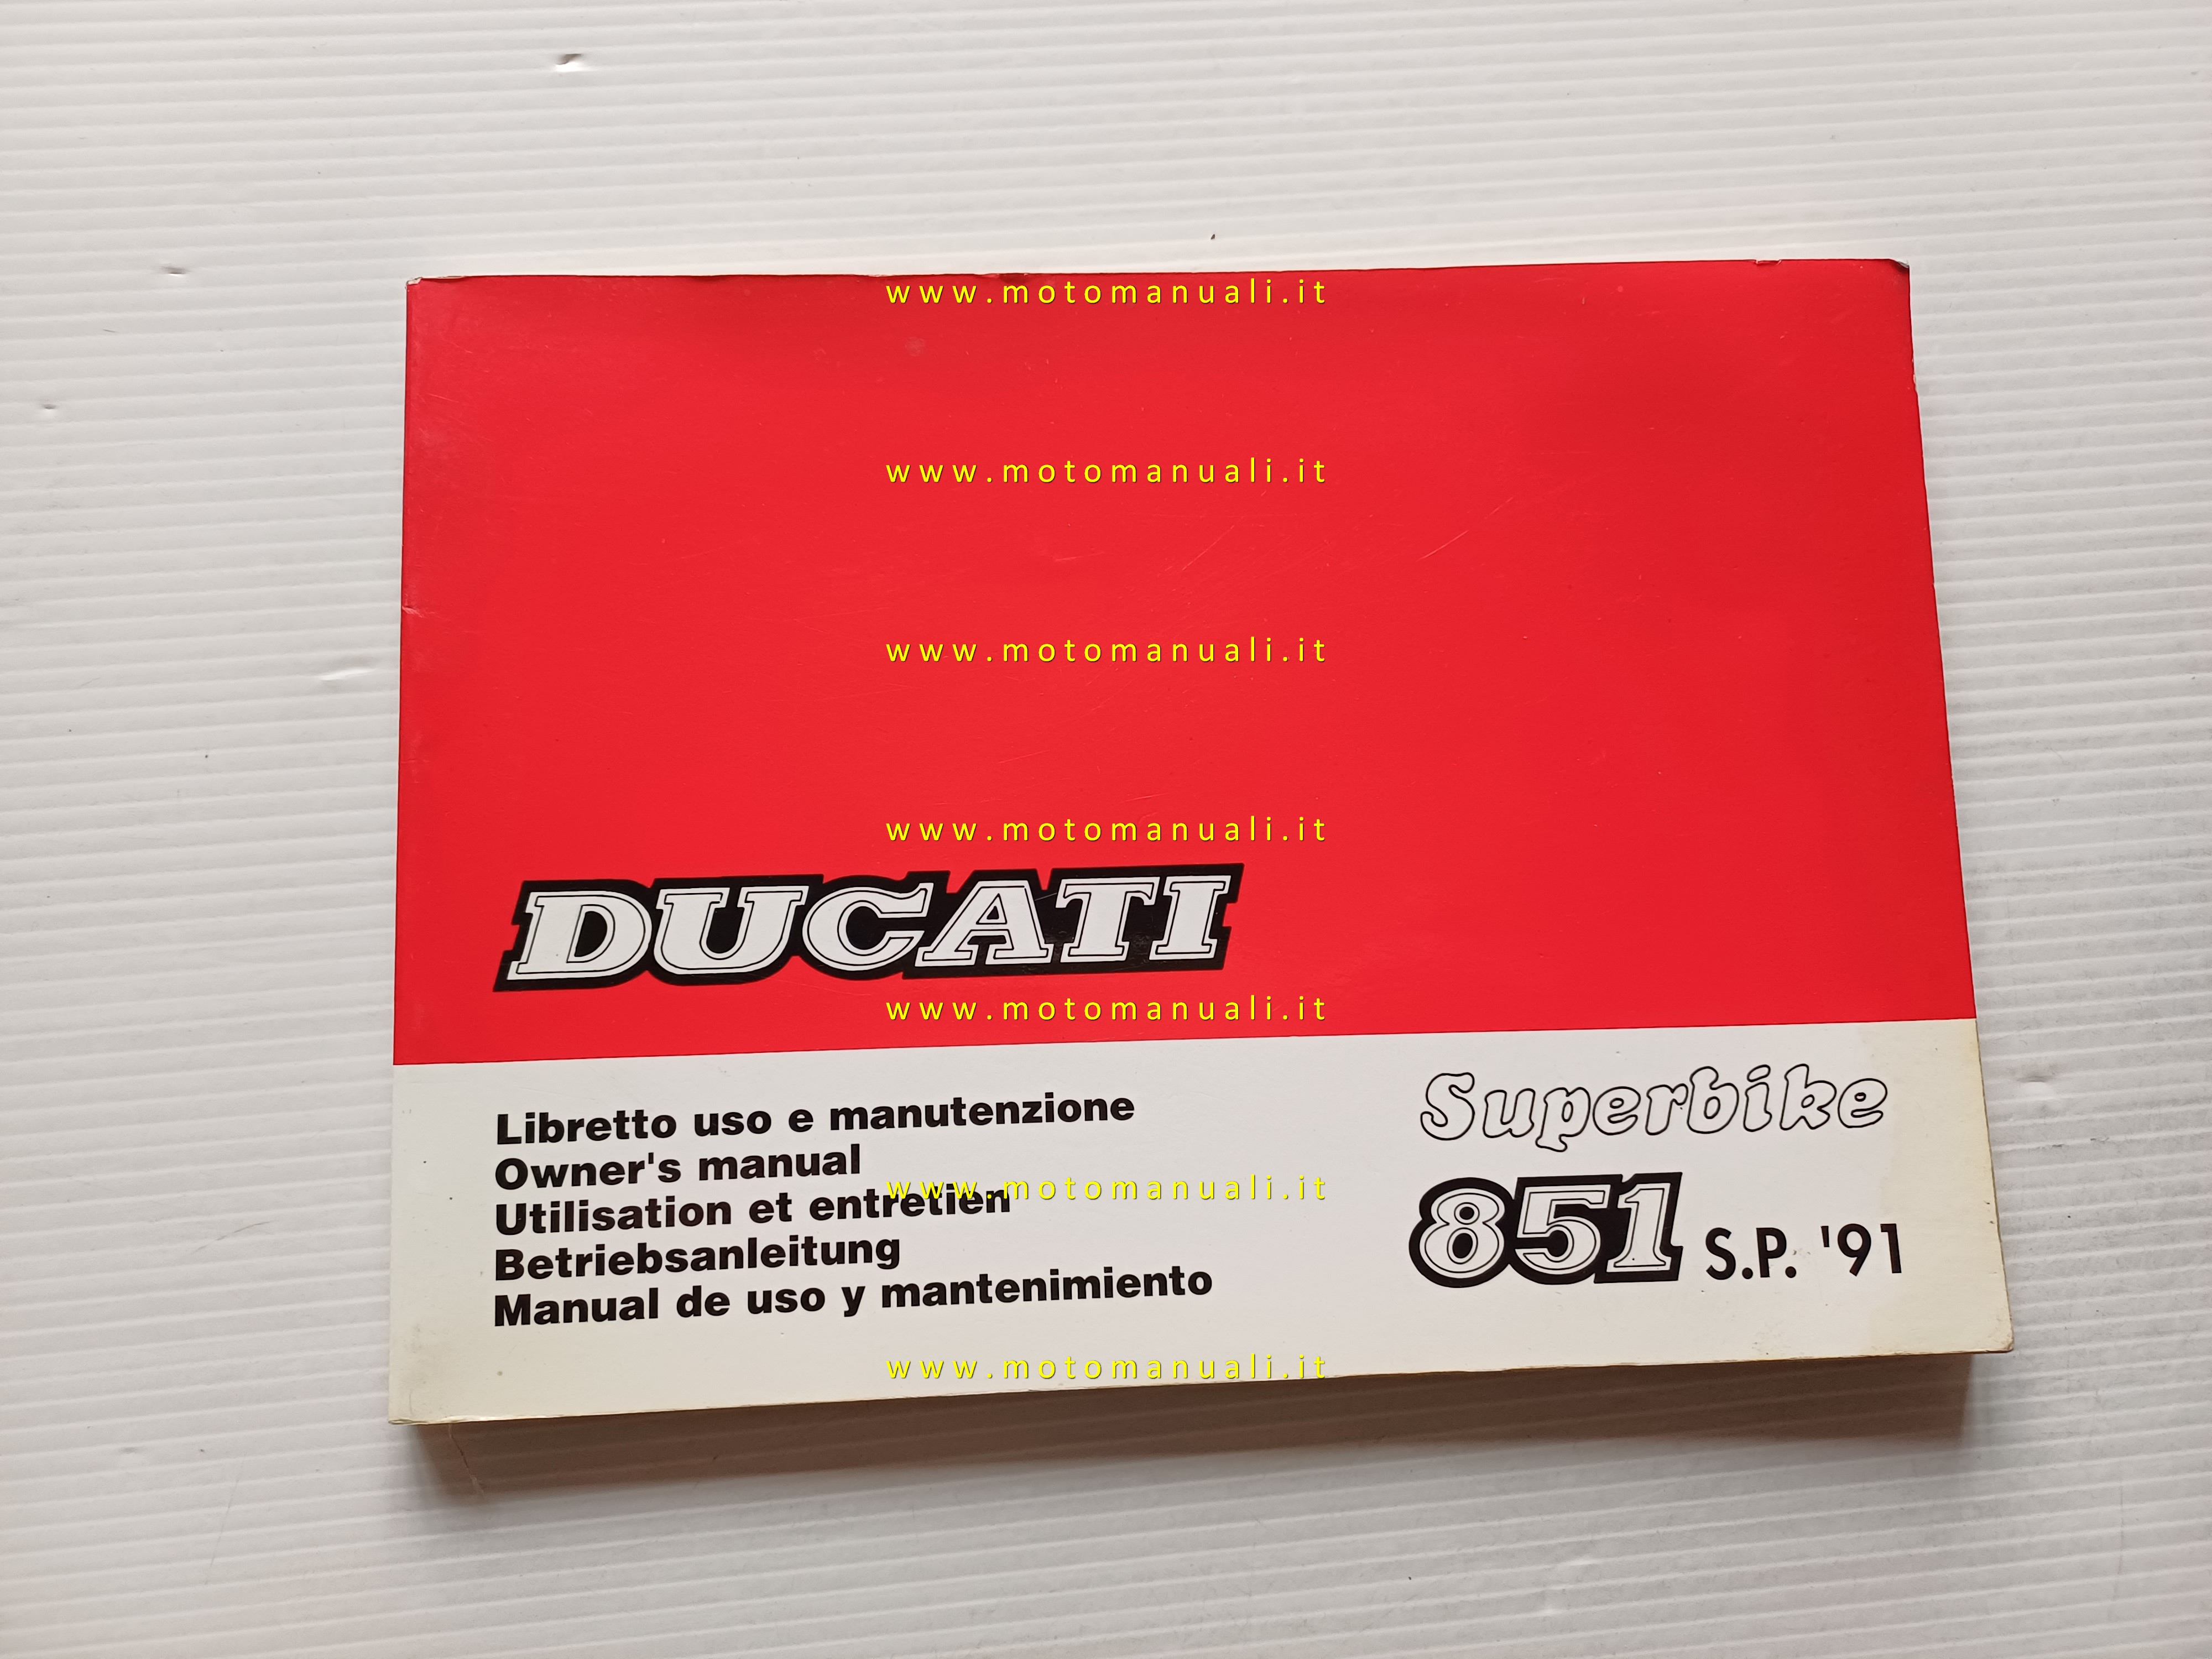 www.motomanuali.it
www.motomanuali.it
www.motomanuali.it
www.motomanuali.it
DUCATI
www.motomanuali.it
Libretto uso e manutenzione
Owner's manual
Utilisation et entretien
Betriebsanleitung
Manual de uso y mantenimiento
www.motomanuali.it
Superbike
851 S.P. '91
www.motomanuali.it